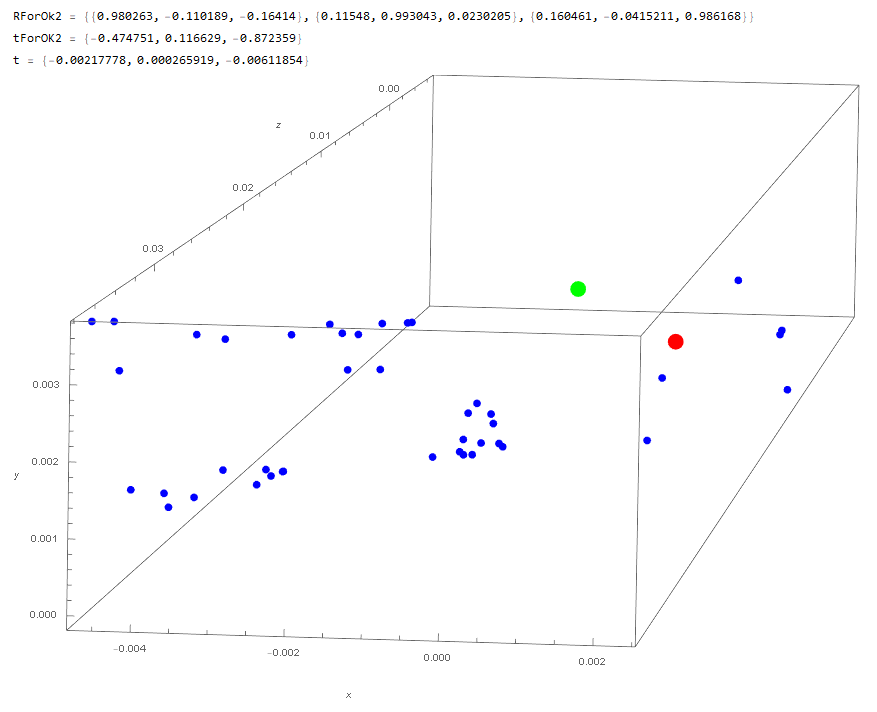 RForOk2 = {{0.980263, -0.110189, -0.16414}, {0.11548, 0.993043, 0.0230205}, {0.160461, -0.0415211, 0.986168}}
tForOK2 = {-0.474751, 0.116629, -0.872359}
t = {-0.00217778, 0.000265919, -0.00611854}
0.00
z
0.01
0.02
0.03
0.003
0.002
y
0.001
0.000
-0.004
-0.002
0.000
0.002
x